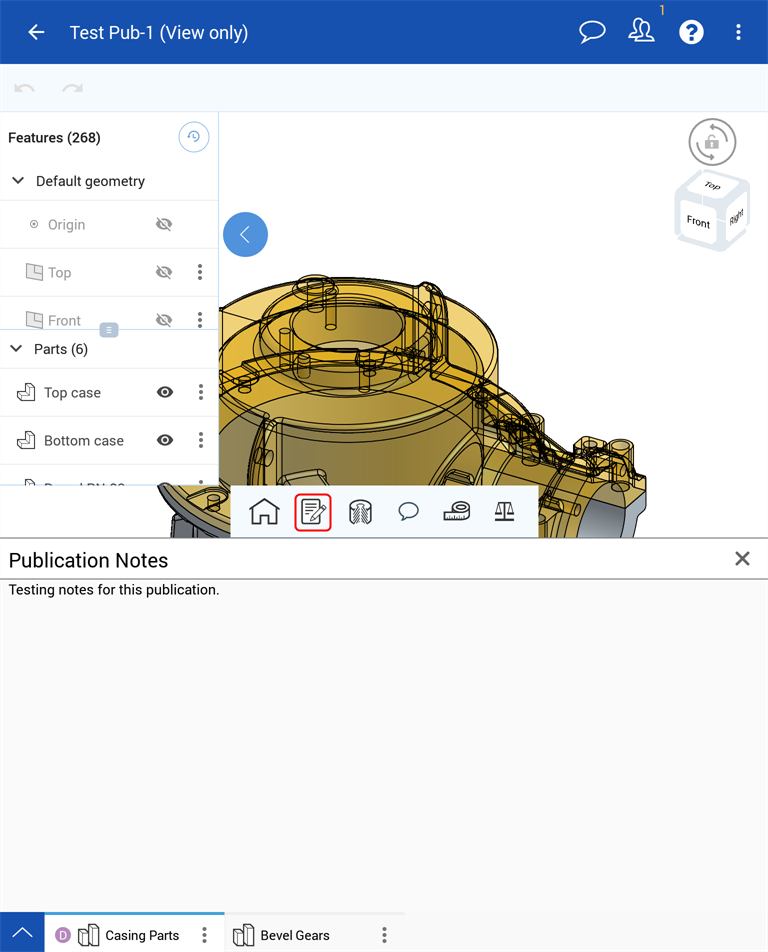 Test Pub-1 (View only)
1
?
Features (268)
Default geometry
Origin
Top
Front
Parts (6)
Top case
Bottom case
Top
Front
Right
Publication Notes
Testing notes for this publication.
D
Casing Parts
Bevel Gears